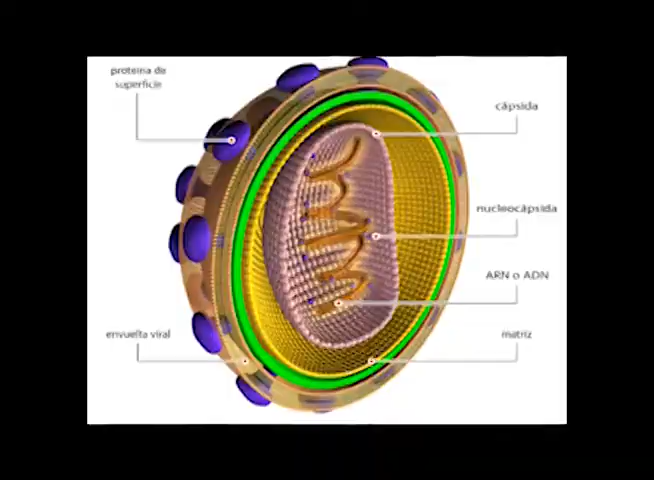 proteína de
superficie
cápsida
nucleocápsida
ARN o ADN
envuelta viral
matriz